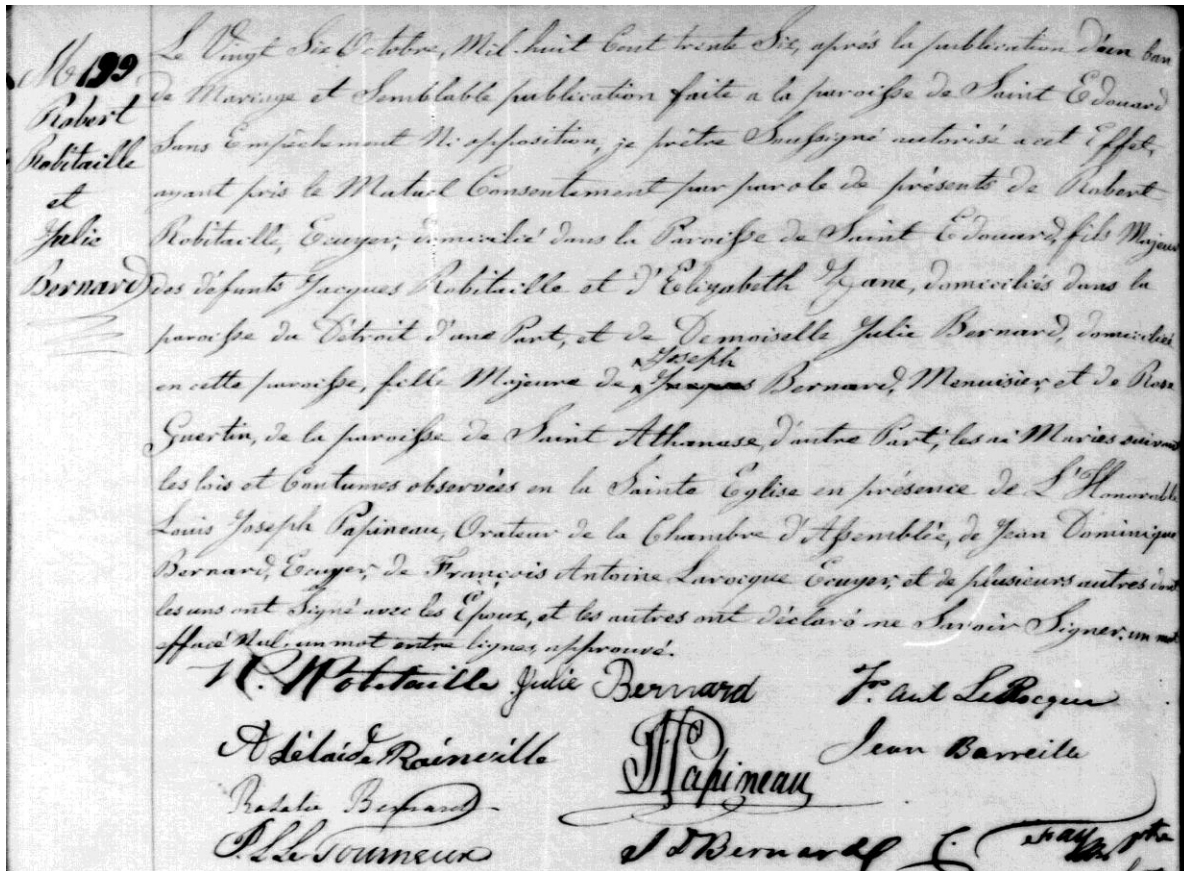 M 199
Robert
Robitaille
et
Julie
Bernard
Le Vingt Six Octobre, Mil huit Cent trente Six, après la publication d'un ban
de Mariage et Semblable publication faite a la paroisse de Saint Edouard
Sans Empêchement Ni opposition, je prêtre Soussigné autorisé a cet Effet,
ayant pris le Mutuel Consentement par parole de présents de Robert
Robitaille, Ecuyer, domicilié dans la Paroisse de Saint Edouard, fils Majeur
des défunts Jacques Robitaille et d'Elizabeth Zane, domiciliés dans la
paroisse du Détroit d'une Part, et de Demoiselle Julie Bernard, domiciliée
Joseph
en cette paroisse, fille Majeure de Jacques Bernard, Menuisier, et de Rose
Guertin, de la paroisse de Saint Athanase, d'autre Part, les ai Mariés suivant
les lois et Coutumes observées en la Sainte Eglise en présence de L'Honorable
Louis Joseph Papineau, Orateur de la Chambre d'Assemblée, de Jean Dominique
Bernard, Ecuyer, de François Antoine Larocque Ecuyer, et de plusieurs autres dont
les uns ont Signé avec les Epoux, et les autres ont déclaré ne Savoir Signer, un mot
effacé Nul, un mot entre lignes, approuvé.
R. Robitaille Julie Bernard Frs. Ant LaRocque
Adélaïde Rainville Papineau Jean Barreille
Rosalie Bernard
P. L. Le Tourneux J D Bernard ptre